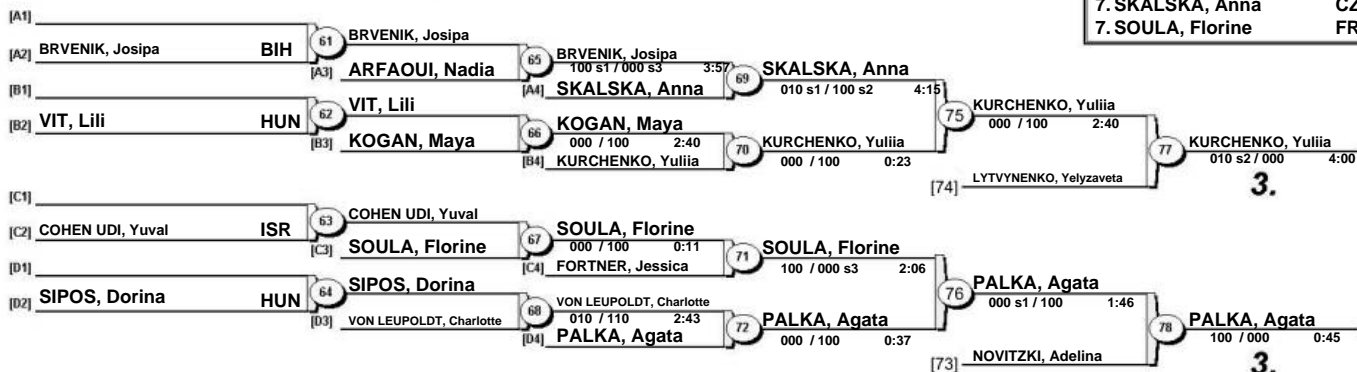 7. SKALSKA, Anna CZ
7. SOULA, Florine FR
[A1]
[A2] BRVENIK, Josipa BIH
61 BRVENIK, Josipa
[A3] ARFAOUI, Nadia
65 BRVENIK, Josipa
100 s1 / 000 s3 3:57
[A4] SKALSKA, Anna
69 SKALSKA, Anna
010 s1 / 100 s2 4:15
[B1]
[B2] VIT, Lili HUN
62 VIT, Lili
[B3] KOGAN, Maya
66 KOGAN, Maya
000 / 100 2:40
[B4] KURCHENKO, Yuliia
70 KURCHENKO, Yuliia
000 / 100 0:23
75 KURCHENKO, Yuliia
000 / 100 2:40
[74] LYTVYNENKO, Yelyzaveta
77 KURCHENKO, Yuliia
010 s2 / 000 4:00
3.
[C1]
[C2] COHEN UDI, Yuval ISR
63 COHEN UDI, Yuval
[C3] SOULA, Florine
67 SOULA, Florine
000 / 100 0:11
[C4] FORTNER, Jessica
71 SOULA, Florine
100 / 000 s3 2:06
[D1]
[D2] SIPOS, Dorina HUN
64 SIPOS, Dorina
[D3] VON LEUPOLDT, Charlotte
68 VON LEUPOLDT, Charlotte
010 / 110 2:43
[D4] PALKA, Agata
72 PALKA, Agata
000 / 100 0:37
76 PALKA, Agata
000 s1 / 100 1:46
[73] NOVITZKI, Adelina
78 PALKA, Agata
100 / 000 0:45
3.